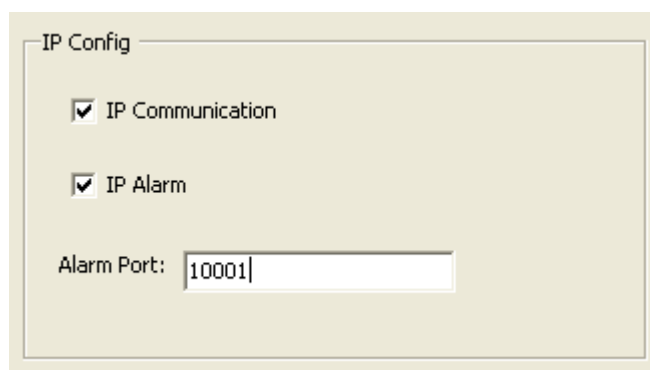 IP Config
IP Communication
IP Alarm
Alarm Port: 10001